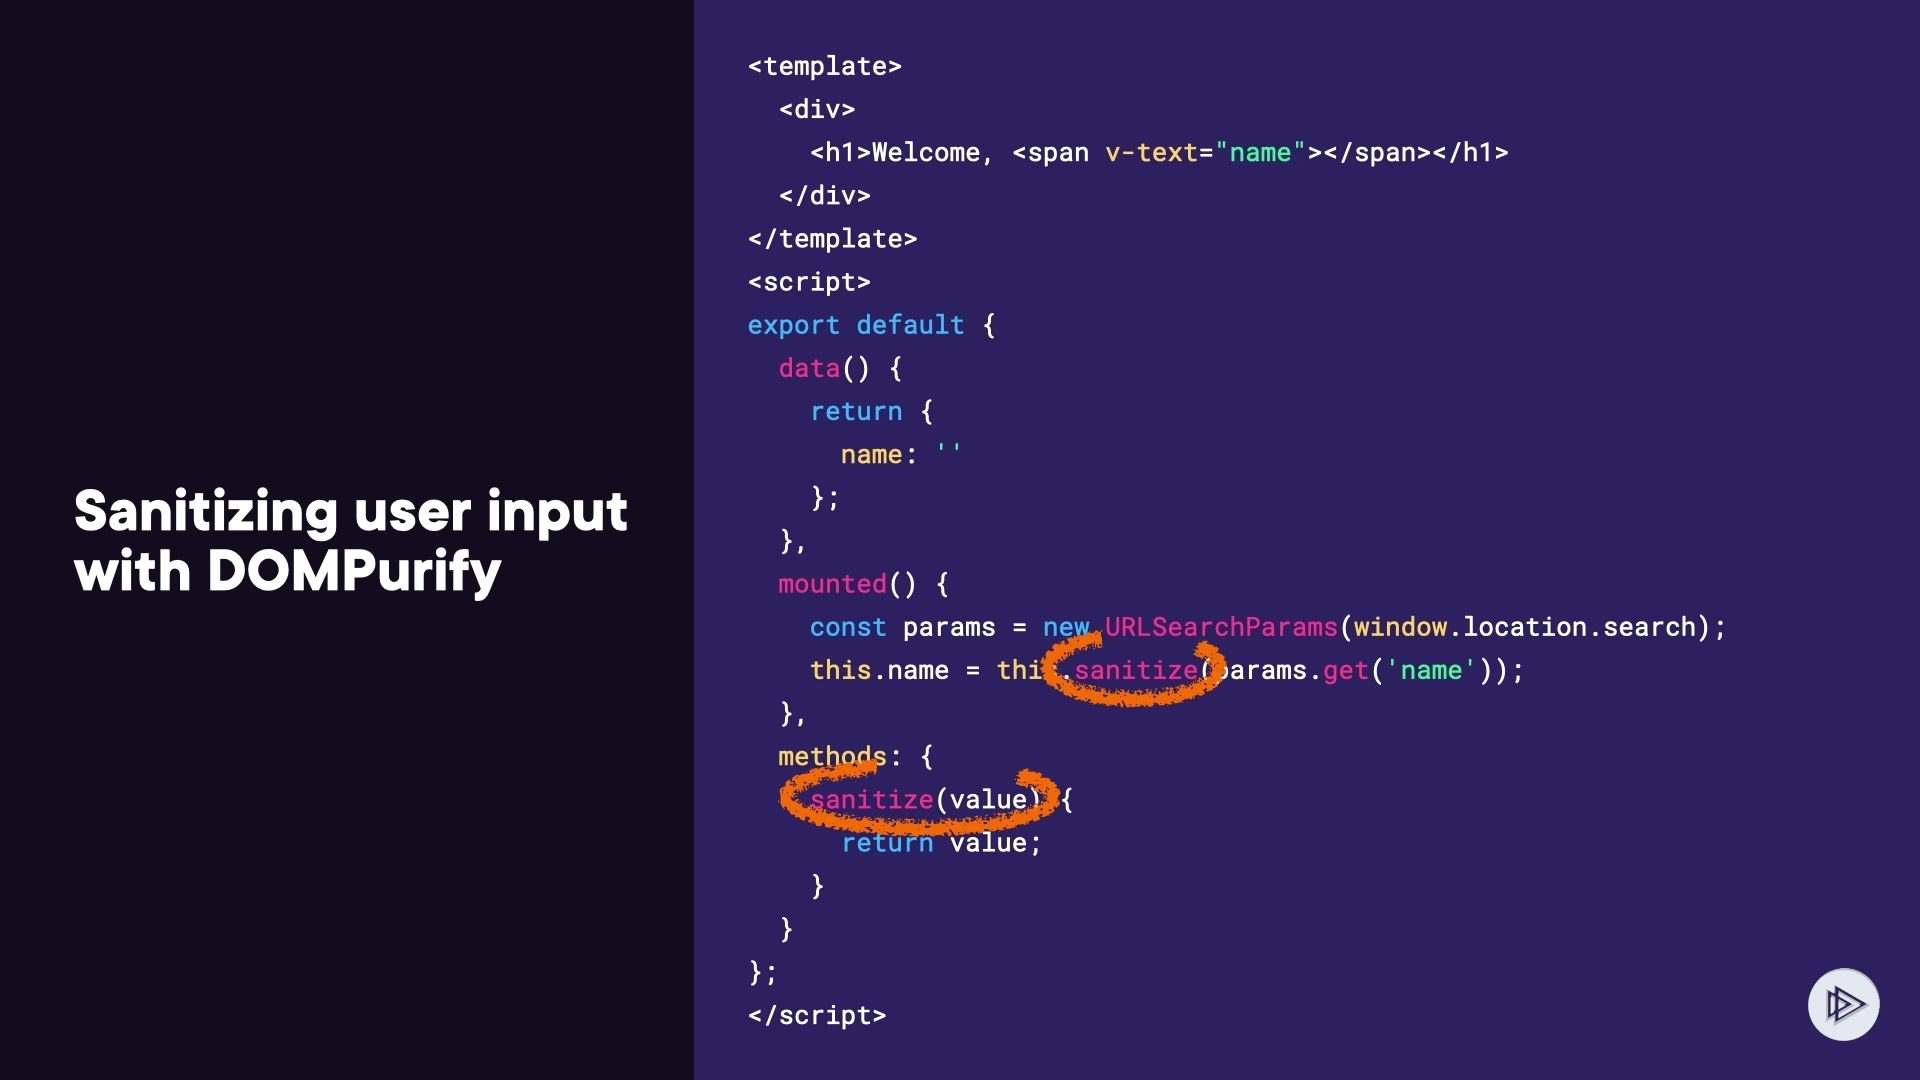 Sanitizing user input
with DOMPurify
<template>
  <div>
    <h1>Welcome, <span v-text="name"></span></h1>
  </div>
</template>
<script>
export default {
  data() {
    return {
      name: ''
    };
  },
  mounted() {
    const params = new URLSearchParams(window.location.search);
    this.name = this.sanitize(params.get('name'));
  },
  methods: {
    sanitize(value) {
      return value;
    }
  }
};
</script>